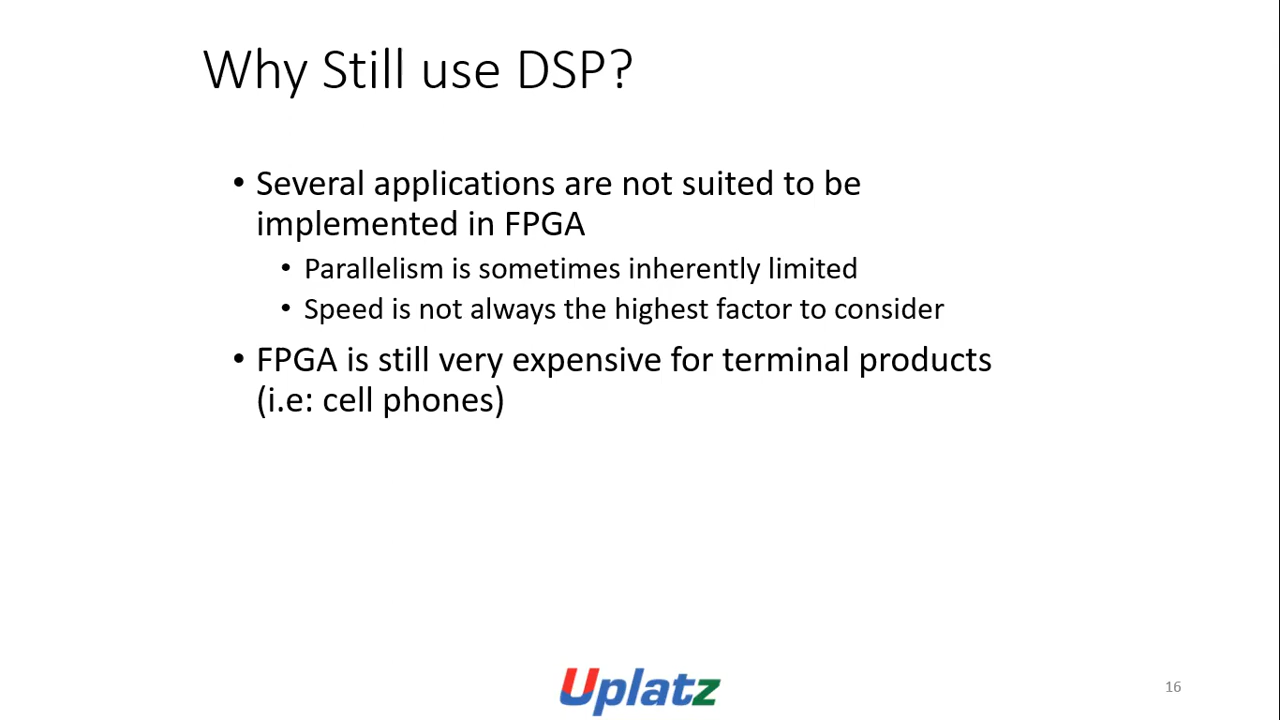 Why Still use DSP?
• Several applications are not suited to be
implemented in FPGA
• Parallelism is sometimes inherently limited
• Speed is not always the highest factor to consider
• FPGA is still very expensive for terminal products
(i.e: cell phones)
Uplatz
16